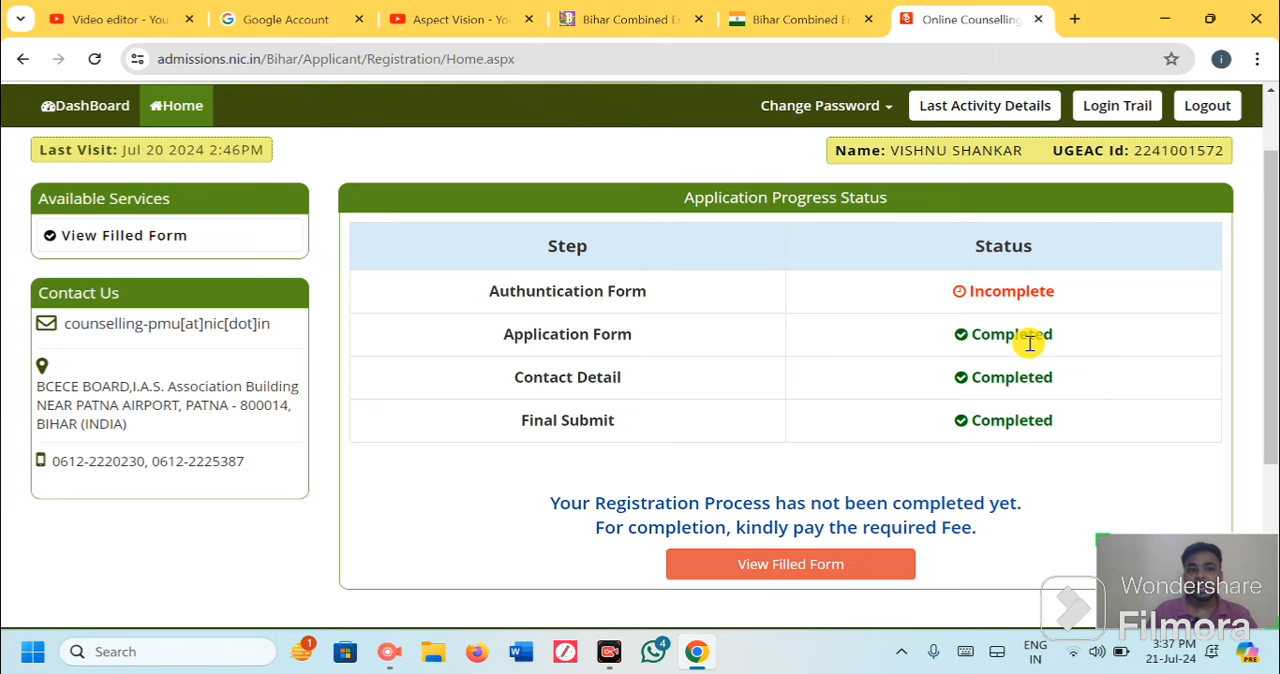 Video editor - You
Google Account
Aspect Vision - Yo
Bihar Combined E
Bihar Combined E
Online Counselling
admissions.nic.in/Bihar/Applicant/Registration/Home.aspx
i
DashBoard
Home
Change Password
Last Activity Details
Login Trail
Logout
Last Visit: Jul 20 2024 2:46PM
Name: VISHNU SHANKAR UGEAC Id: 2241001572
Available Services
View Filled Form
Contact Us
counselling-pmu[at]nic[dot]in
BCECE BOARD,I.A.S. Association Building
NEAR PATNA AIRPORT, PATNA - 800014,
BIHAR (INDIA)
0612-2220230, 0612-2225387
Application Progress Status
Step Status
Authuntication Form Incomplete
Application Form Completed
Contact Detail Completed
Final Submit Completed
Your Registration Process has not been completed yet.
For completion, kindly pay the required Fee.
View Filled Form
Wondershare
Filmora
Search
1
4
ENG
IN
3:37 PM
21-Jul-24
PRE